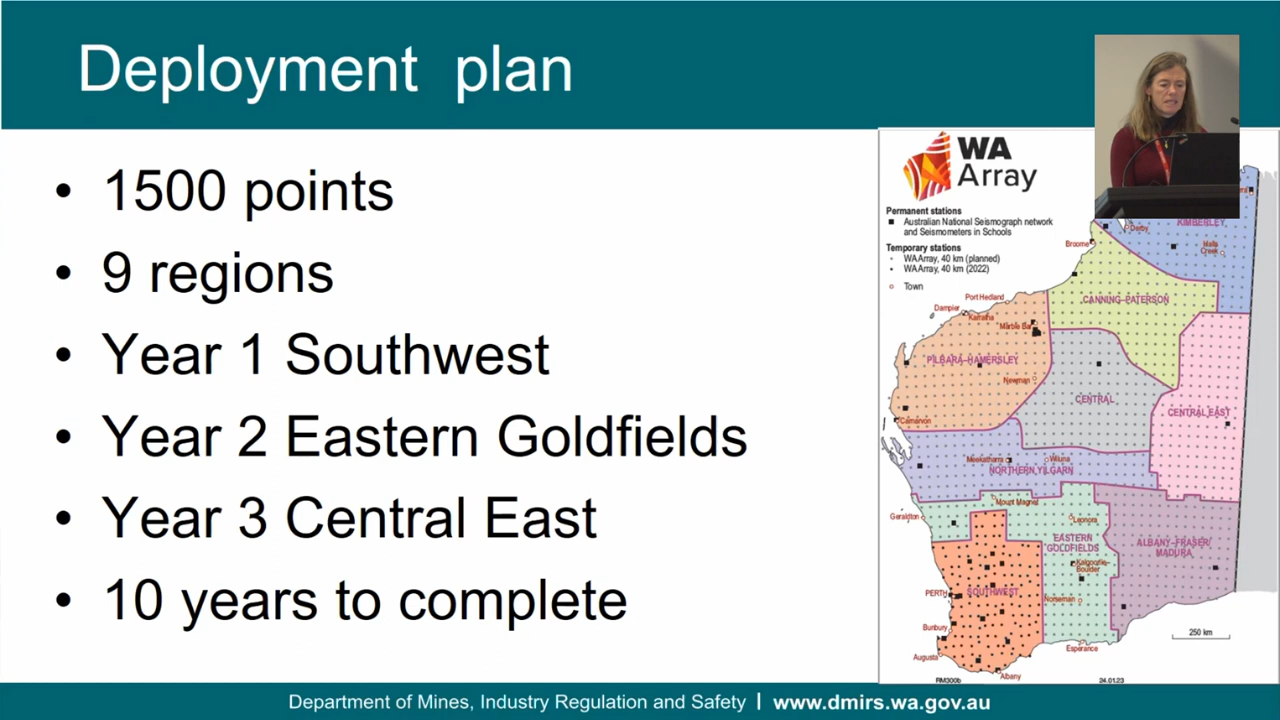 Deployment plan
• 1500 points
• 9 regions
• Year 1 Southwest
• Year 2 Eastern Goldfields
• Year 3 Central East
• 10 years to complete
WA
Array
Permanent stations
Australian National Seismograph network
and Seismometers in Schools
Temporary stations
WA Array, 40 km (planned)
WA Array, 40 km (2022)
Town
KIMBERLEY
Derby
Broome
Halls
Creek
CANNING–PATERSON
Port Hedland
Dampier
Karratha
Marble Bar
PILBARA–HAMERSLEY
Newman
CENTRAL
CENTRAL EAST
Carnarvon
Meekatharra
Wiluna
NORTHERN YILGARN
Mount Magnet
Geraldton
Leonora
EASTERN
GOLDFIELDS
ALBANY–FRASER/
MADURA
Kalgoorlie–
Boulder
PERTH
SOUTHWEST
Norseman
Bunbury
250 km
Esperance
Augusta
Albany
RM300b
24.01.23
Department of Mines, Industry Regulation and Safety | www.dmirs.wa.gov.au